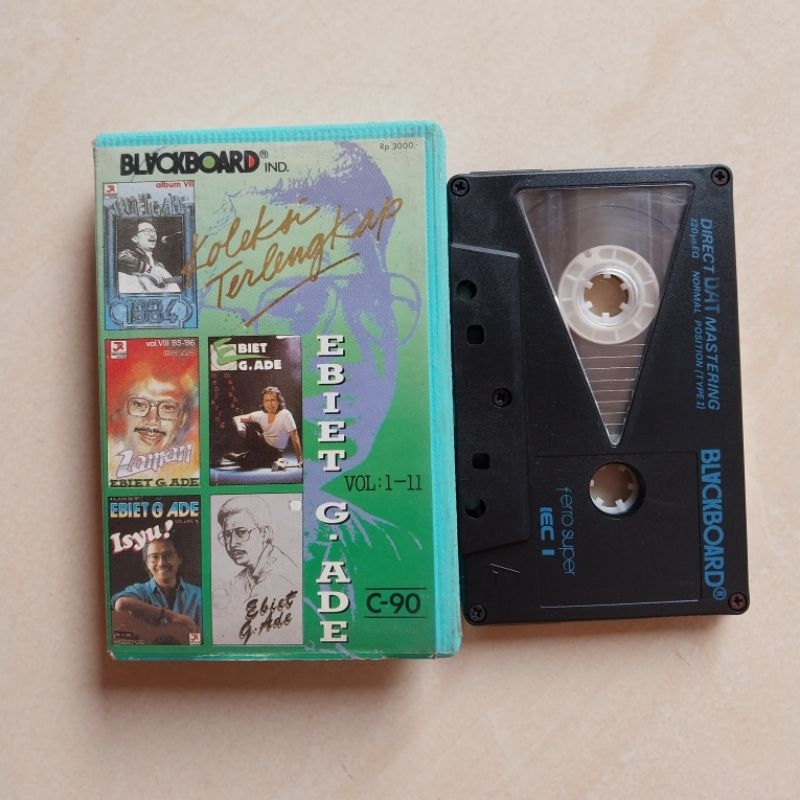 BLACKBOARD® IND.
Rp 3000,-
Koleksi
Terlengkap
album VII
1984
vol.VIII '85-'86
Zaman
EBIET G. ADE
EBIET
G.ADE
EBIET G. ADE
Isyu!
Ebiet
G.Ade
EBIET G. ADE
VOL:1-11
C-90
DIRECT DAT MASTERING
120µs EQ NORMAL POSITION (TYPE I)
BLACKBOARD®
ferro super
IEC I